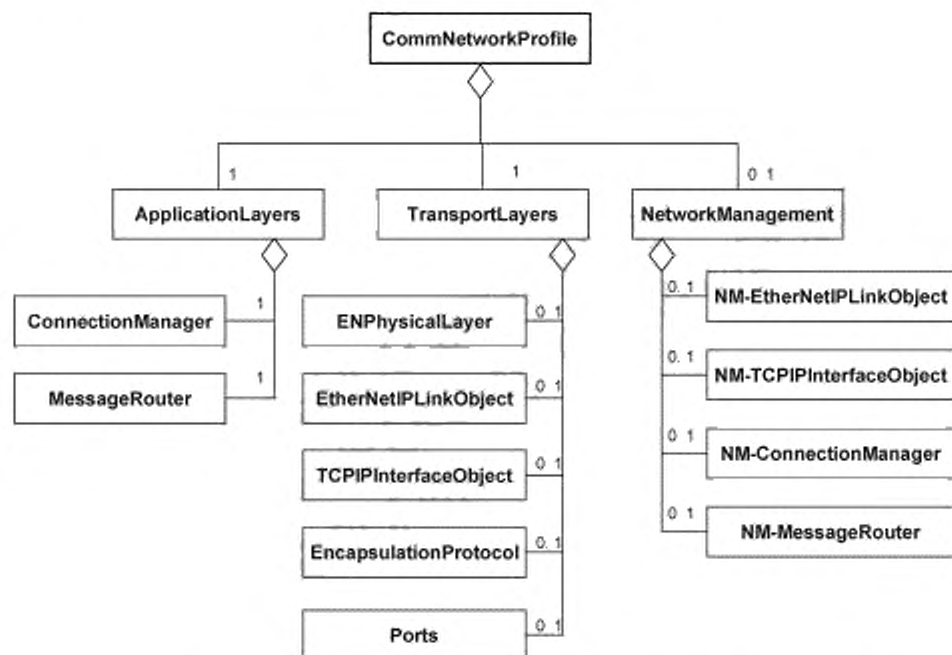 CommNetworkProfile
1
1
0 1
ApplicationLayers
TransportLayers
NetworkManagement
1
ConnectionManager
1
MessageRouter
0 1
ENPhysicalLayer
0 1
EtherNetIPLinkObject
0 1
TCPIPInterfaceObject
0.1
EncapsulationProtocol
0 1
Ports
0. 1
NM-EtherNetIPLinkObject
0. 1
NM-TCPIPInterfaceObject
0 1
NM-ConnectionManager
0 1
NM-MessageRouter